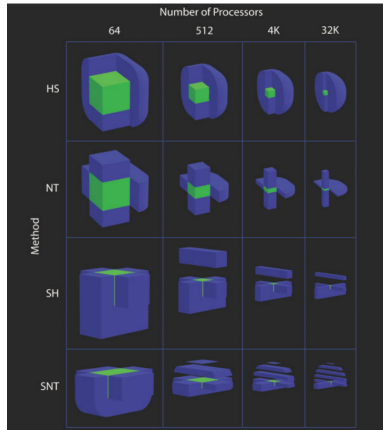 Number of Processors
64 512 4K 32K
HS
NT
Method
SH
SNT